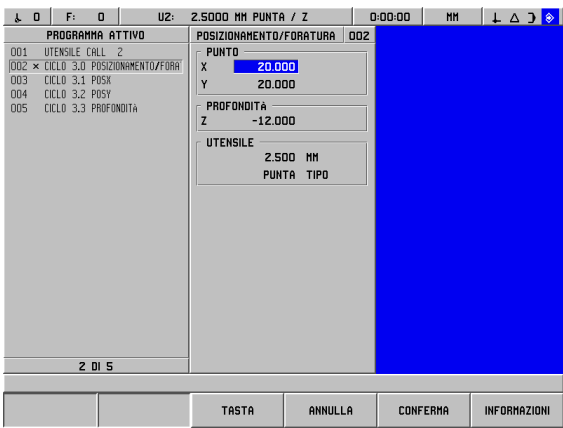 0 F: 0 U2: 2.5000 MM PUNTA / Z 0:00:00 MM
PROGRAMMA ATTIVO
001 UTENSILE CALL 2
002 × CICLO 3.0 POSIZIONAMENTO/FORA
003 CICLO 3.1 POSX
004 CICLO 3.2 POSY
005 CICLO 3.3 PROFONDITÀ
2 DI 5
POSIZIONAMENTO/FORATURA 002
PUNTO
X 20.000
Y 20.000
PROFONDITÀ
Z -12.000
UTENSILE
2.500 MM
PUNTA TIPO
TASTA ANNULLA CONFERMA INFORMAZIONI